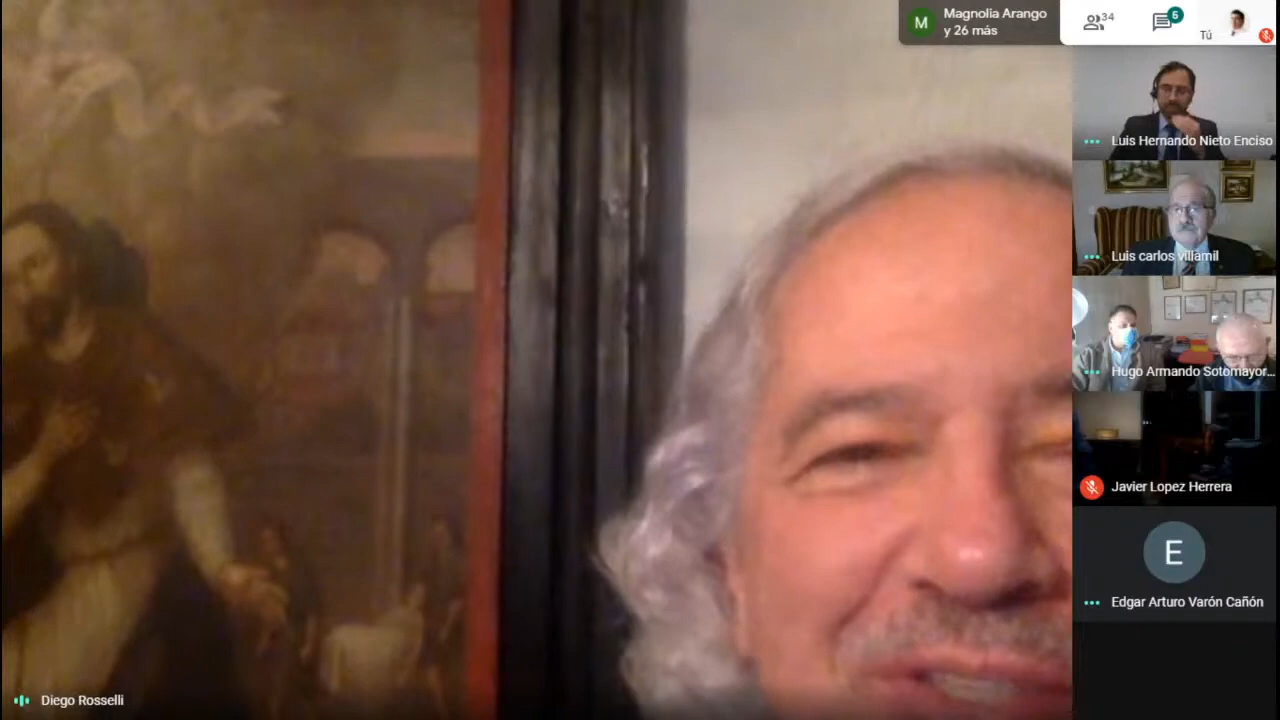 Magnolia Arango
y 26 más
34
5
Tú
M
Luis Hernando Nieto Enciso
Luis carlos villamil
Hugo Armando Sotomayor...
Javier Lopez Herrera
E
Edgar Arturo Varón Cañón
Diego Rosselli